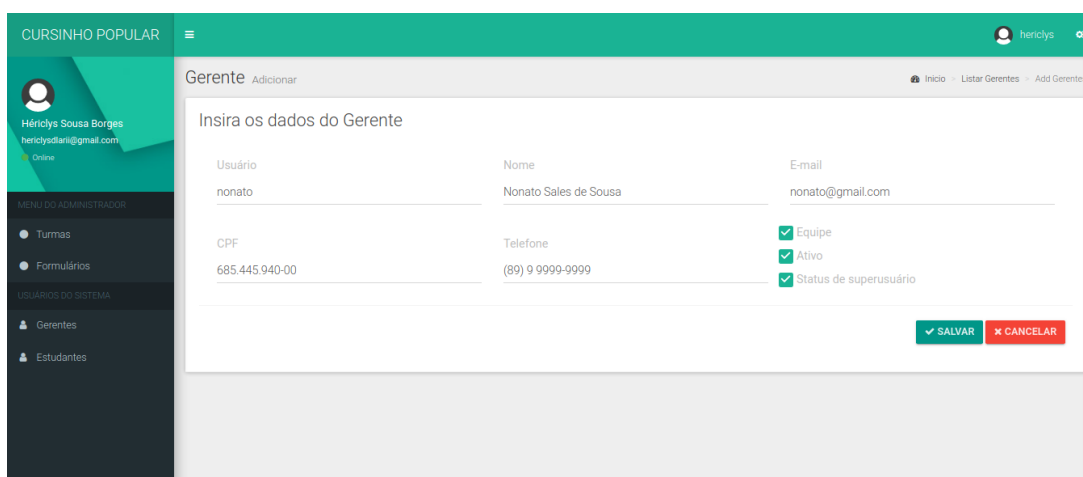 CURSINHO POPULAR
hericlys
Hériclys Sousa Borges
hericlysdlarii@gmail.com
Online
MENU DO ADMINISTRADOR
Turmas
Formulários
USUÁRIOS DO SISTEMA
Gerentes
Estudantes
Gerente Adicionar
Inicio > Listar Gerentes > Add Gerente
Insira os dados do Gerente
Usuário Nome E-mail
nonato Nonato Sales de Sousa nonato@gmail.com
CPF Telefone
685.445.940-00 (89) 9 9999-9999
Equipe
Ativo
Status de superusuário
SALVAR CANCELAR